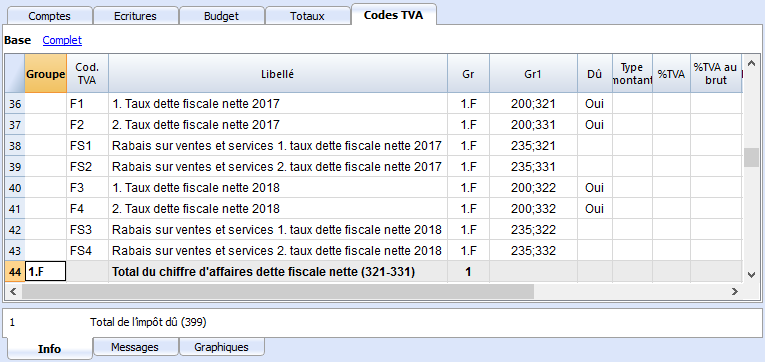 Comptes Ecritures Budget Totaux Codes TVA
Base Complet
Groupe Cod. TVA Libellé Gr Gr1 Dû Type montant %TVA %TVA au brut
36 F1 1. Taux dette fiscale nette 2017 1.F 200;321 Oui
37 F2 2. Taux dette fiscale nette 2017 1.F 200;331 Oui
38 FS1 Rabais sur ventes et services 1. taux dette fiscale nette 2017 1.F 235;321
39 FS2 Rabais sur ventes et services 2. taux dette fiscale nette 2017 1.F 235;331
40 F3 1. Taux dette fiscale nette 2018 1.F 200;322 Oui
41 F4 2. Taux dette fiscale nette 2018 1.F 200;332 Oui
42 FS3 Rabais sur ventes et services 1. taux dette fiscale nette 2018 1.F 235;322
43 FS4 Rabais sur ventes et services 2. taux dette fiscale nette 2018 1.F 235;332
44 1.F Total du chiffre d'affaires dette fiscale nette (321-331) 1
1 Total de l'impôt dû (399)
Info Messages Graphiques